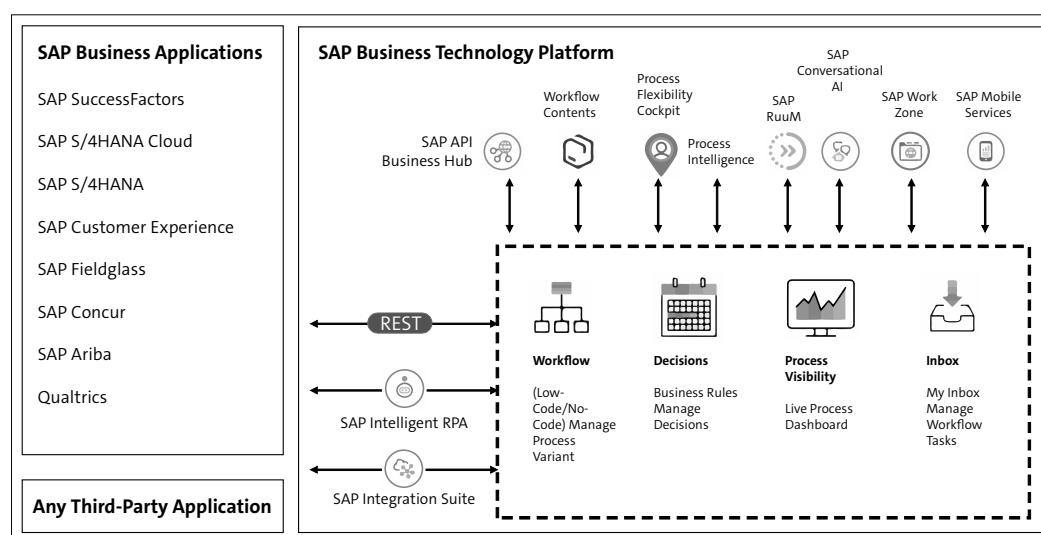 SAP Business Applications
SAP SuccessFactors
SAP S/4HANA Cloud
SAP S/4HANA
SAP Customer Experience
SAP Fieldglass
SAP Concur
SAP Ariba
Qualtrics
Any Third-Party Application
SAP Business Technology Platform
SAP API
Business Hub
Workflow
Contents
Process
Flexibility
Cockpit
Process
Intelligence
SAP
RuuM
SAP
Conversational
AI
SAP Work
Zone
SAP Mobile
Services
REST
SAP Intelligent RPA
SAP Integration Suite
Workflow
(Low-
Code/No-
Code) Manage
Process
Variant
Decisions
Business Rules
Manage
Decisions
Process
Visibility
Live Process
Dashboard
Inbox
My Inbox
Manage
Workflow
Tasks